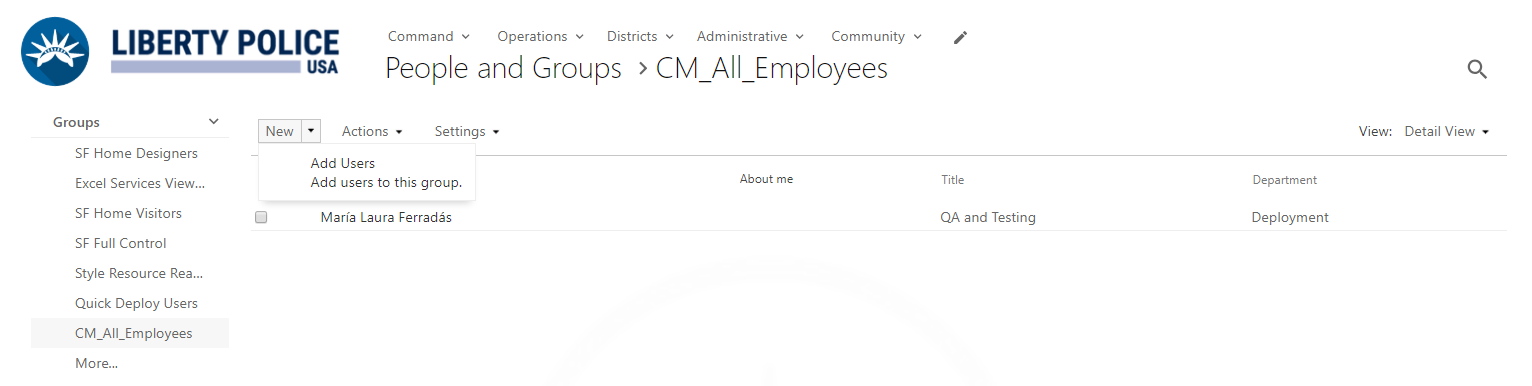 LIBERTY POLICE
USA
Command Operations Districts Administrative Community
People and Groups > CM_All_Employees
Groups
SF Home Designers
Excel Services View...
SF Home Visitors
SF Full Control
Style Resource Rea...
Quick Deploy Users
CM_All_Employees
More...
New Actions Settings View: Detail View
Add Users
Add users to this group.
About me Title Department
María Laura Ferradás QA and Testing Deployment